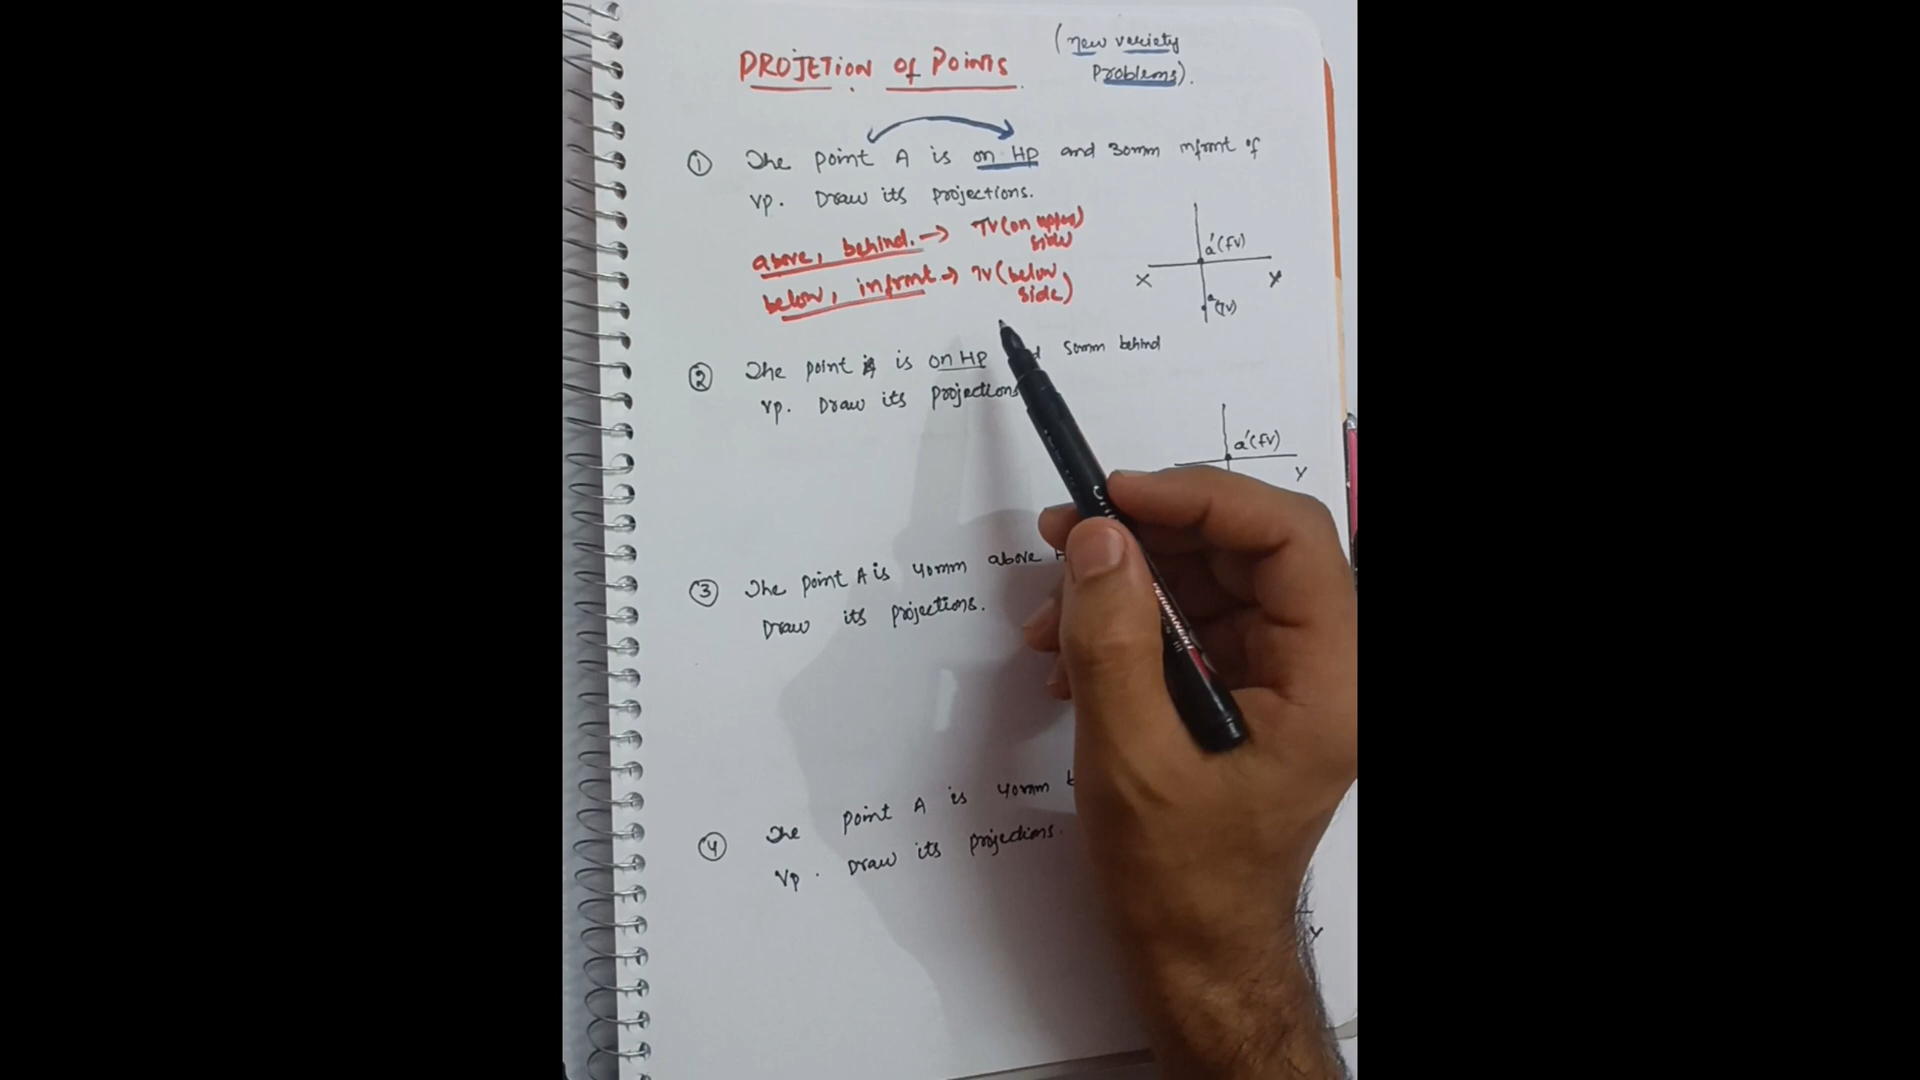 PROJETION of POINTS
(new variety
problems).
① The point A is on HP and 30mm infrnt of
VP. Draw its projections.
above, behind. → TV(on upper)
side
below, infrnt → TV(below
side)
a'(fv)
X
a
(TV)
② The point A is on HP 50mm behind
VP. Draw its projections
a'(fv)
Y
③ The point A is 40mm above
Draw its projections.
④ The point A is 40mm
VP. Draw its projections.
Y